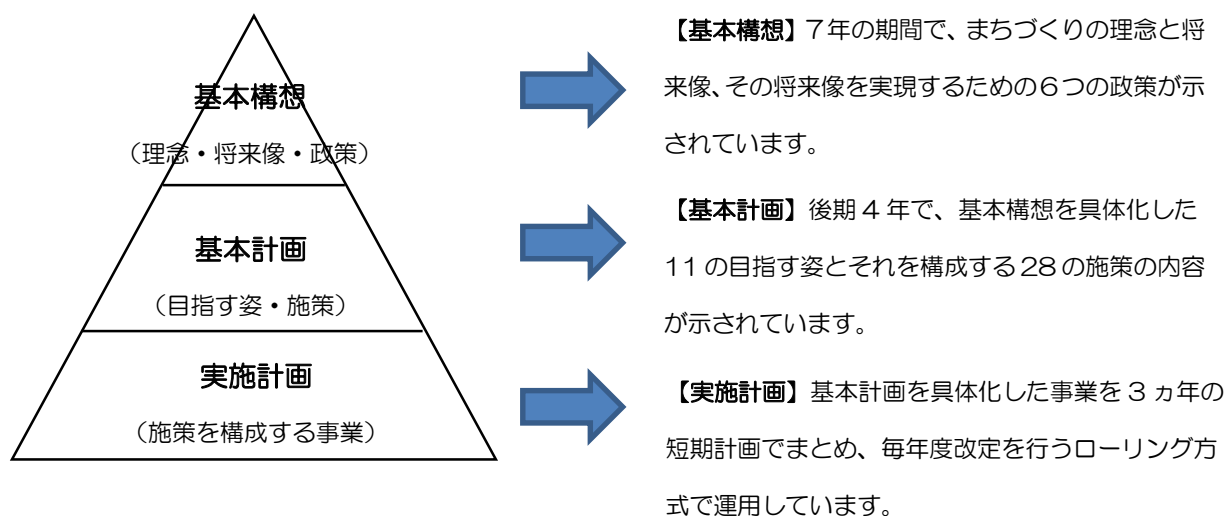 基本構想
（理念・将来像・政策）
基本計画
（目指す姿・施策）
実施計画
（施策を構成する事業）
【基本構想】７年の期間で、まちづくりの理念と将
来像、その将来像を実現するための６つの政策が示
されています。
【基本計画】後期 4 年で、基本構想を具体化した
11 の目指す姿とそれを構成する 28 の施策の内容
が示されています。
【実施計画】基本計画を具体化した事業を 3 ヵ年の
短期計画でまとめ、毎年度改定を行うローリング方
式で運用しています。